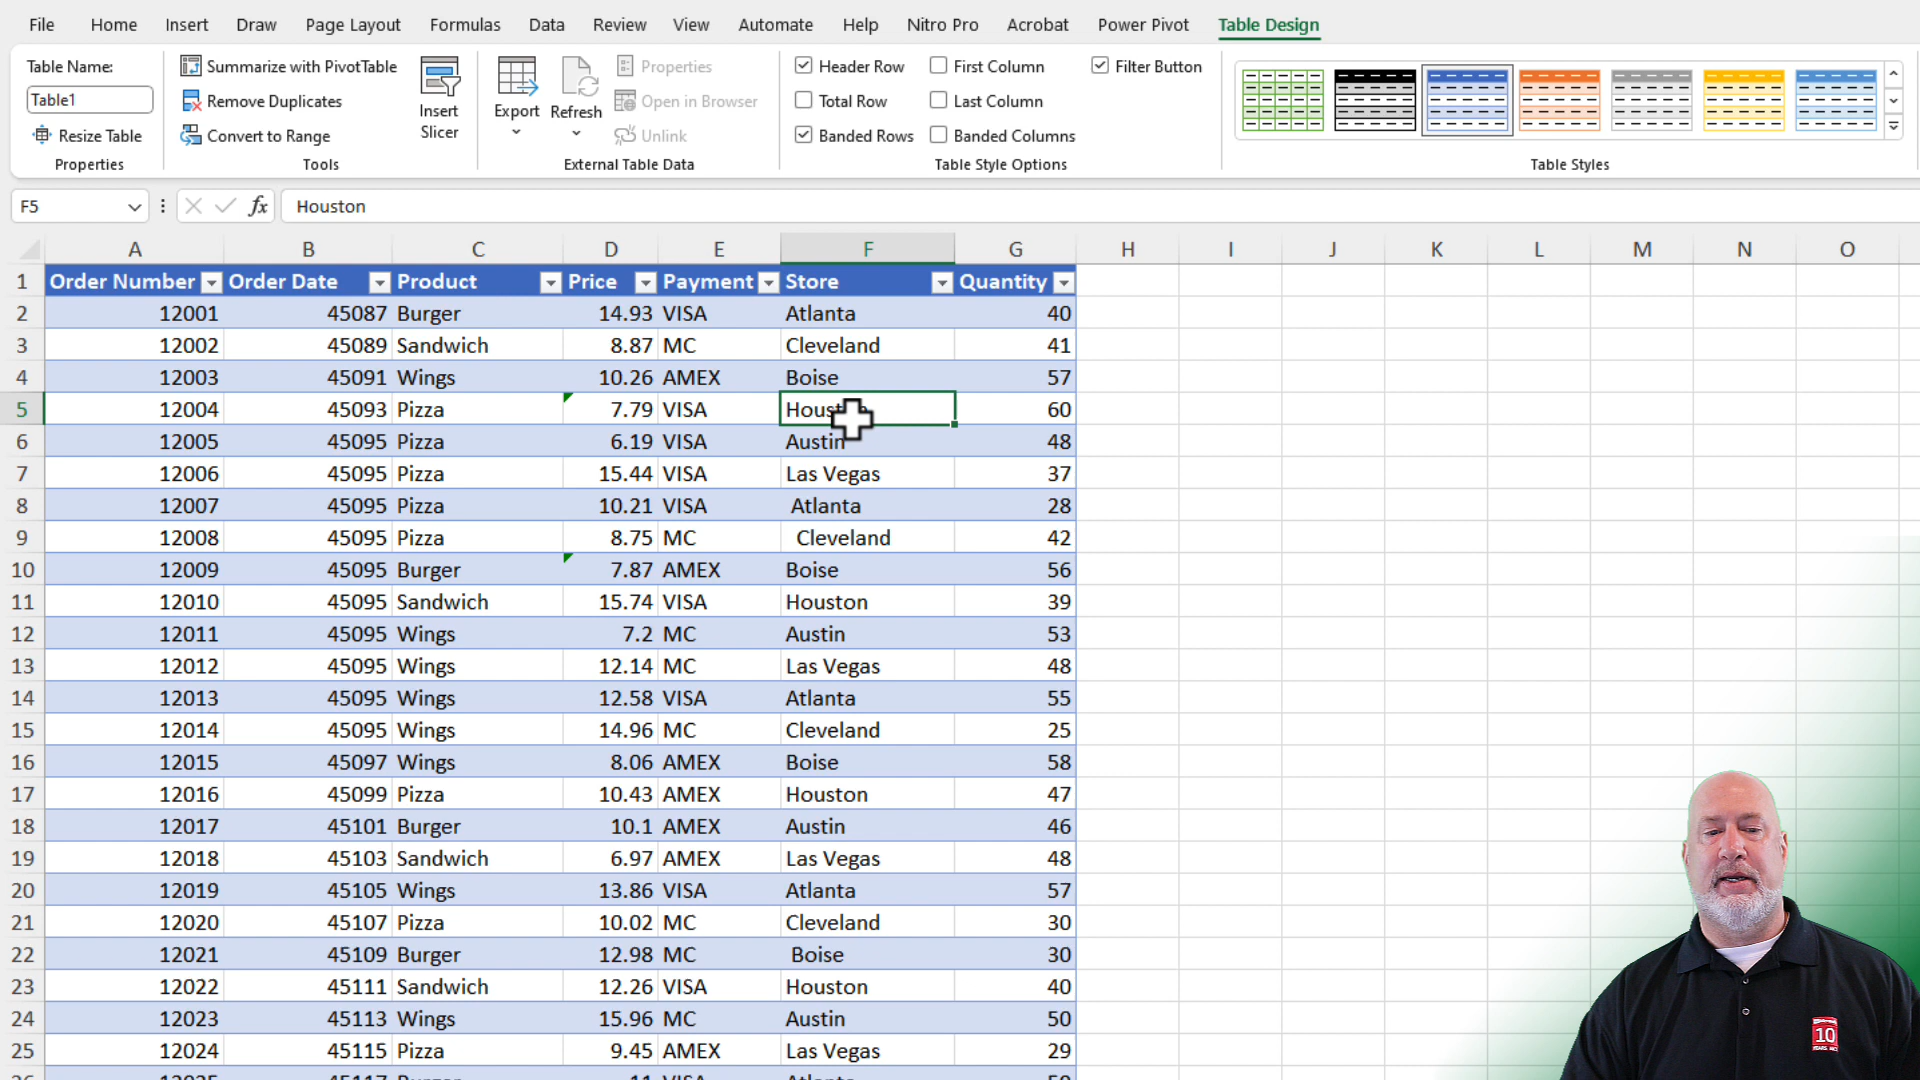 File Home Insert Draw Page Layout Formulas Data Review View Automate Help Nitro Pro Acrobat Power Pivot Table Design
Table Name:
Table1
Resize Table
Properties
Summarize with PivotTable
Remove Duplicates
Convert to Range
Tools
Insert Slicer
Export
Refresh
Properties
Open in Browser
Unlink
External Table Data
Header Row First Column Filter Button
Total Row Last Column
Banded Rows Banded Columns
Table Style Options
Table Styles
F5 fx Houston
A B C D E F G H I J K L M N O
1 Order Number Order Date Product Price Payment Store Quantity
2 12001 45087 Burger 14.93 VISA Atlanta 40
3 12002 45089 Sandwich 8.87 MC Cleveland 41
4 12003 45091 Wings 10.26 AMEX Boise 57
5 12004 45093 Pizza 7.79 VISA Houston 60
6 12005 45095 Pizza 6.19 VISA Austin 48
7 12006 45095 Pizza 15.44 VISA Las Vegas 37
8 12007 45095 Pizza 10.21 VISA Atlanta 28
9 12008 45095 Pizza 8.75 MC Cleveland 42
10 12009 45095 Burger 7.87 AMEX Boise 56
11 12010 45095 Sandwich 15.74 VISA Houston 39
12 12011 45095 Wings 7.2 MC Austin 53
13 12012 45095 Wings 12.14 MC Las Vegas 48
14 12013 45095 Wings 12.58 VISA Atlanta 55
15 12014 45095 Wings 14.96 MC Cleveland 25
16 12015 45097 Wings 8.06 AMEX Boise 58
17 12016 45099 Pizza 10.43 AMEX Houston 47
18 12017 45101 Burger 10.1 AMEX Austin 46
19 12018 45103 Sandwich 6.97 AMEX Las Vegas 48
20 12019 45105 Wings 13.86 VISA Atlanta 57
21 12020 45107 Pizza 10.02 MC Cleveland 30
22 12021 45109 Burger 12.98 MC Boise 30
23 12022 45111 Sandwich 12.26 VISA Houston 40
24 12023 45113 Wings 15.96 MC Austin 50
25 12024 45115 Pizza 9.45 AMEX Las Vegas 29
10